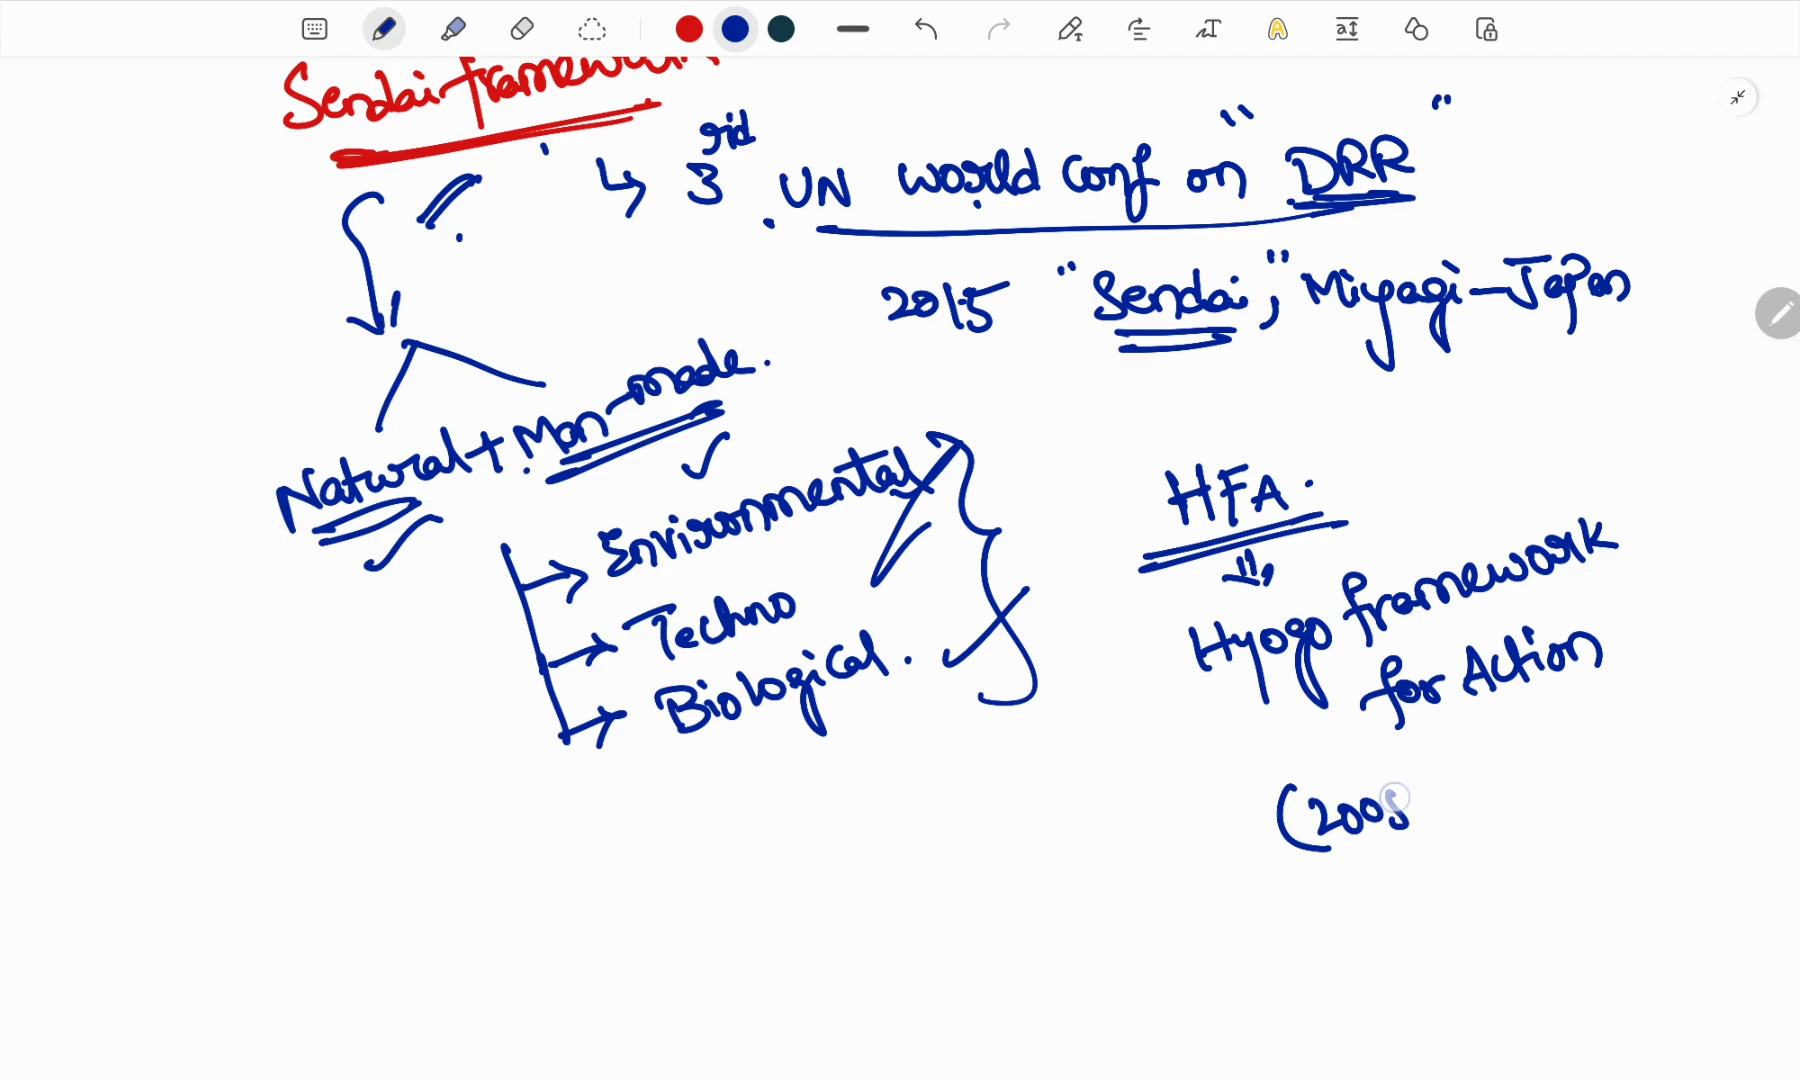 Sendai framework
↳ 3rd UN world Conf on "DRR"
2015 "Sendai", Miyagi-Japan
Natural + Man-made.
→ Environmental
→ Techno
→ Biological.
HFA.
Hyogo framework
for Action
(2005